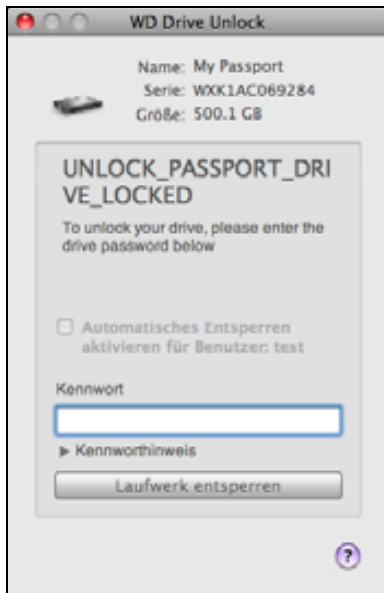 WD Drive Unlock
Name: My Passport
Serie: WXK1AC069284
Größe: 500.1 GB
UNLOCK_PASSPORT_DRI
VE_LOCKED
To unlock your drive, please enter the
drive password below
Automatisches Entsperren
aktivieren für Benutzer: test
Kennwort
Kennworthinweis
Laufwerk entsperren
?